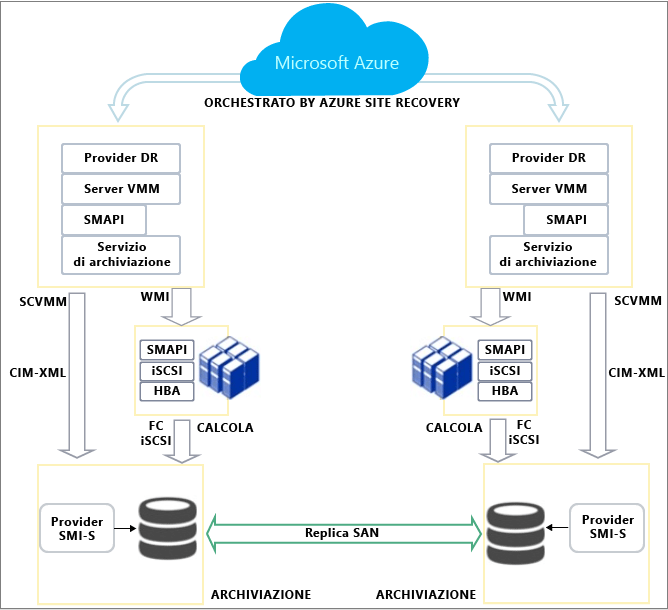 Microsoft Azure
ORCHESTRATO BY AZURE SITE RECOVERY
Provider DR
Server VMM
SMAPI
Servizio
di archiviazione
Provider DR
Server VMM
SMAPI
Servizio
di archiviazione
SCVMM
WMI
CIM-XML
WMI
SCVMM
CIM-XML
SMAPI
iSCSI
HBA
SMAPI
iSCSI
HBA
FC
iSCSI
CALCOLA
CALCOLA
FC
iSCSI
Provider
SMI-S
Replica SAN
Provider
SMI-S
ARCHIVIAZIONE
ARCHIVIAZIONE